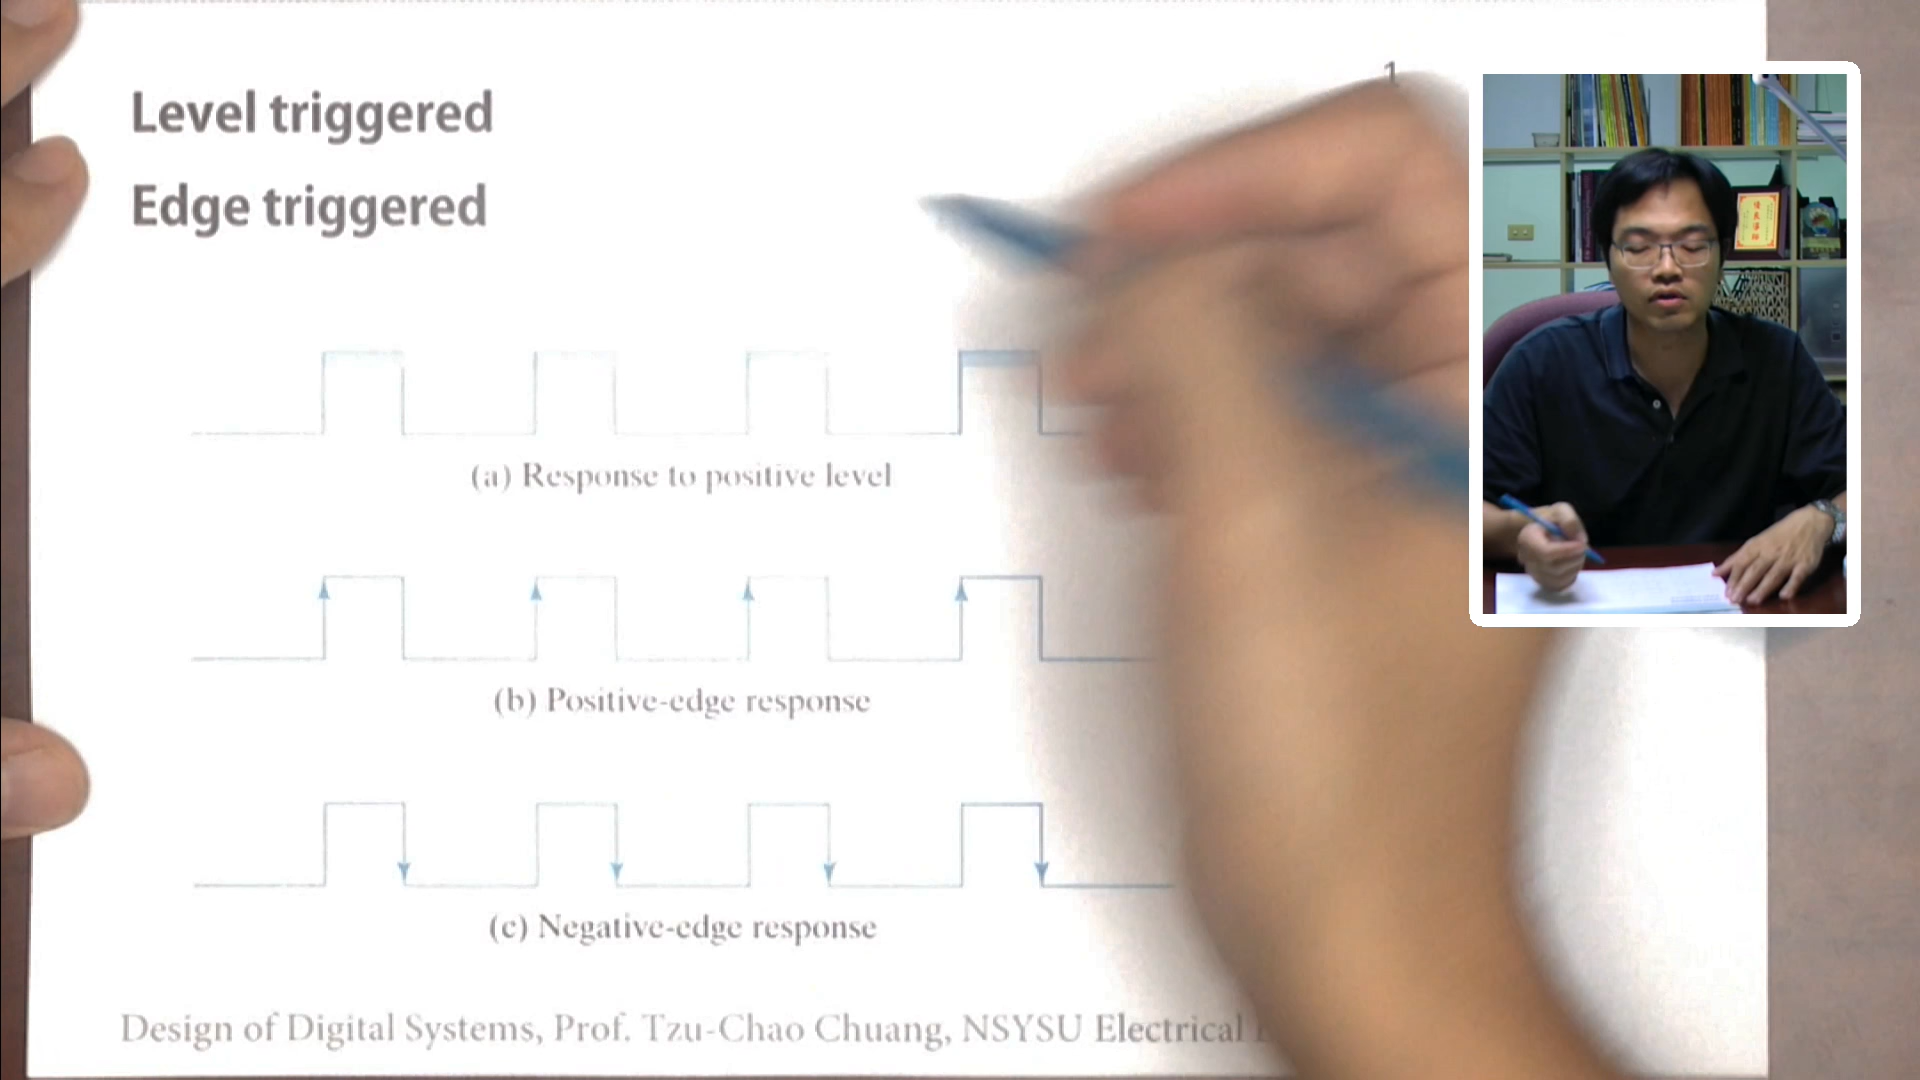 1
Level triggered
Edge triggered
(a) Response to positive level
(b) Positive-edge response
(c) Negative-edge response
Design of Digital Systems, Prof. Tzu-Chao Chuang, NSYSU Electrical